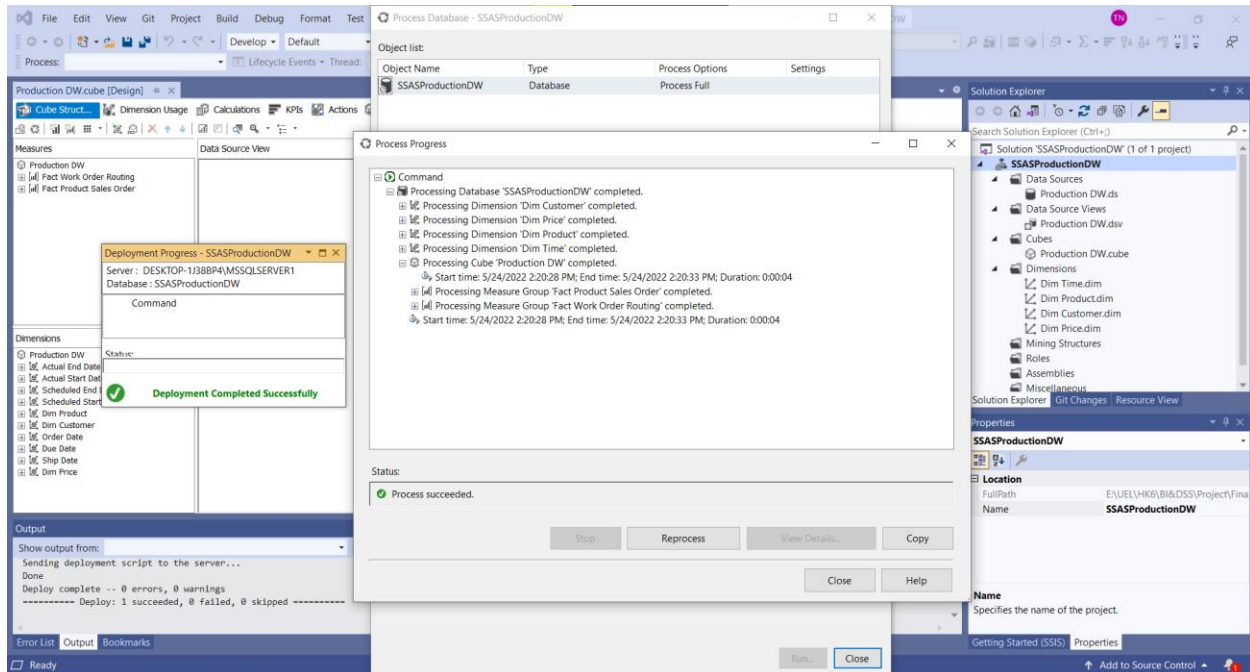 File Edit View Git Project Build Debug Format Test
TN
Develop Default
Process: Lifecycle Events Thread:
Production DW.cube [Design]
Cube Struct... Dimension Usage Calculations KPIs Actions
Measures
Production DW
Fact Work Order Routing
Fact Product Sales Order
Data Source View
Deployment Progress - SSASProductionDW
Server : DESKTOP-1J38BP4\MSSQLSERVER1
Database : SSASProductionDW
Command
Status:
Deployment Completed Successfully
Dimensions
Production DW
Actual End Date
Actual Start Dat
Scheduled End
Scheduled Start
Dim Product
Dim Customer
Order Date
Due Date
Ship Date
Dim Price
Output
Show output from:
Sending deployment script to the server...
Done
Deploy complete -- 0 errors, 0 warnings
========== Deploy: 1 succeeded, 0 failed, 0 skipped ==========
Error List Output Bookmarks
Ready
Process Database - SSASProductionDW
Object list:
Object Name Type Process Options Settings
SSASProductionDW Database Process Full
Process Progress
Command
Processing Database 'SSASProductionDW' completed.
Processing Dimension 'Dim Customer' completed.
Processing Dimension 'Dim Price' completed.
Processing Dimension 'Dim Product' completed.
Processing Dimension 'Dim Time' completed.
Processing Cube 'Production DW' completed.
Start time: 5/24/2022 2:20:28 PM; End time: 5/24/2022 2:20:33 PM; Duration: 0:00:04
Processing Measure Group 'Fact Product Sales Order' completed.
Processing Measure Group 'Fact Work Order Routing' completed.
Start time: 5/24/2022 2:20:28 PM; End time: 5/24/2022 2:20:33 PM; Duration: 0:00:04
Status:
Process succeeded.
Stop Reprocess View Details... Copy
Close Help
Run... Close
Solution Explorer
Search Solution Explorer (Ctrl+;)
Solution 'SSASProductionDW' (1 of 1 project)
SSASProductionDW
Data Sources
Production DW.ds
Data Source Views
Production DW.dsv
Cubes
Production DW.cube
Dimensions
Dim Time.dim
Dim Product.dim
Dim Customer.dim
Dim Price.dim
Mining Structures
Roles
Assemblies
Miscellaneous
Solution Explorer Git Changes Resource View
Properties
SSASProductionDW
Location
FullPath E:\UEL\HK6\BI&DSS\Project\Fina
Name SSASProductionDW
Name
Specifies the name of the project.
Getting Started (SSIS) Properties
Add to Source Control